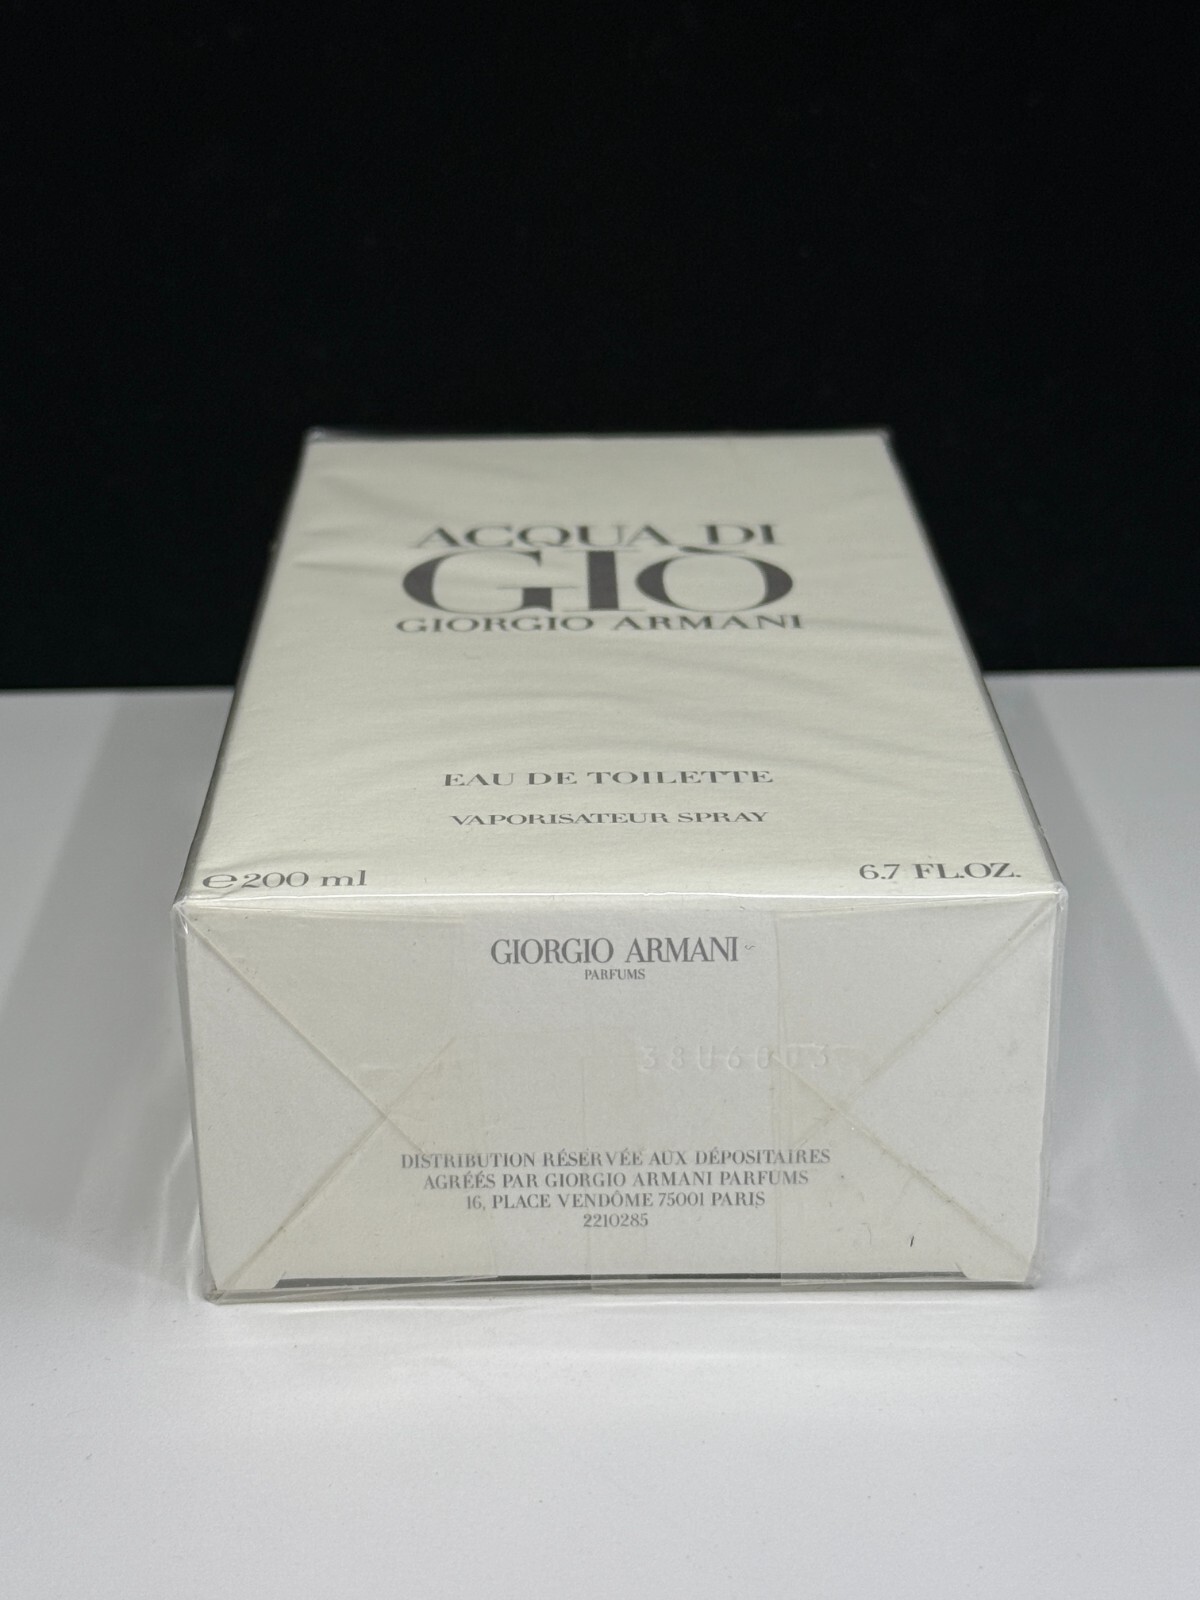 ACQUA DI
GIÒ
GIORGIO ARMANI
EAU DE TOILETTE
VAPORISATEUR SPRAY
℮200 ml
6.7 FL.OZ.
GIORGIO ARMANI
PARFUMS
38U6003
DISTRIBUTION RÉSERVÉE AUX DÉPOSITAIRES
AGRÉÉS PAR GIORGIO ARMANI PARFUMS
16, PLACE VENDÔME 75001 PARIS
2210285